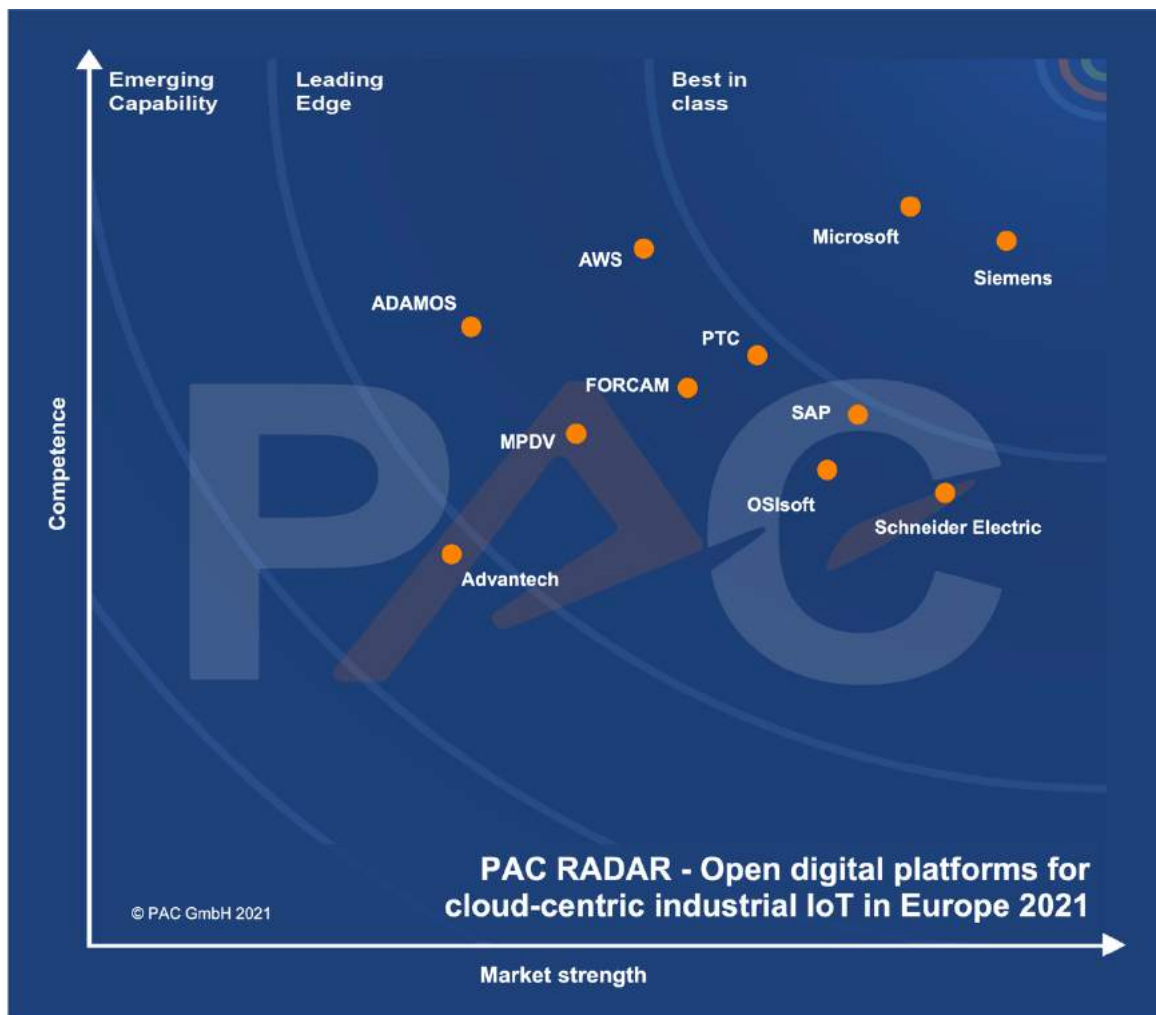 Emerging
Capability
Leading
Edge
Best in
class
Microsoft
AWS
Siemens
ADAMOS
PTC
FORCAM
SAP
MPDV
OSIsoft
Schneider Electric
Advantech
PAC
Competence
PAC RADAR - Open digital platforms for
cloud-centric industrial IoT in Europe 2021
© PAC GmbH 2021
Market strength